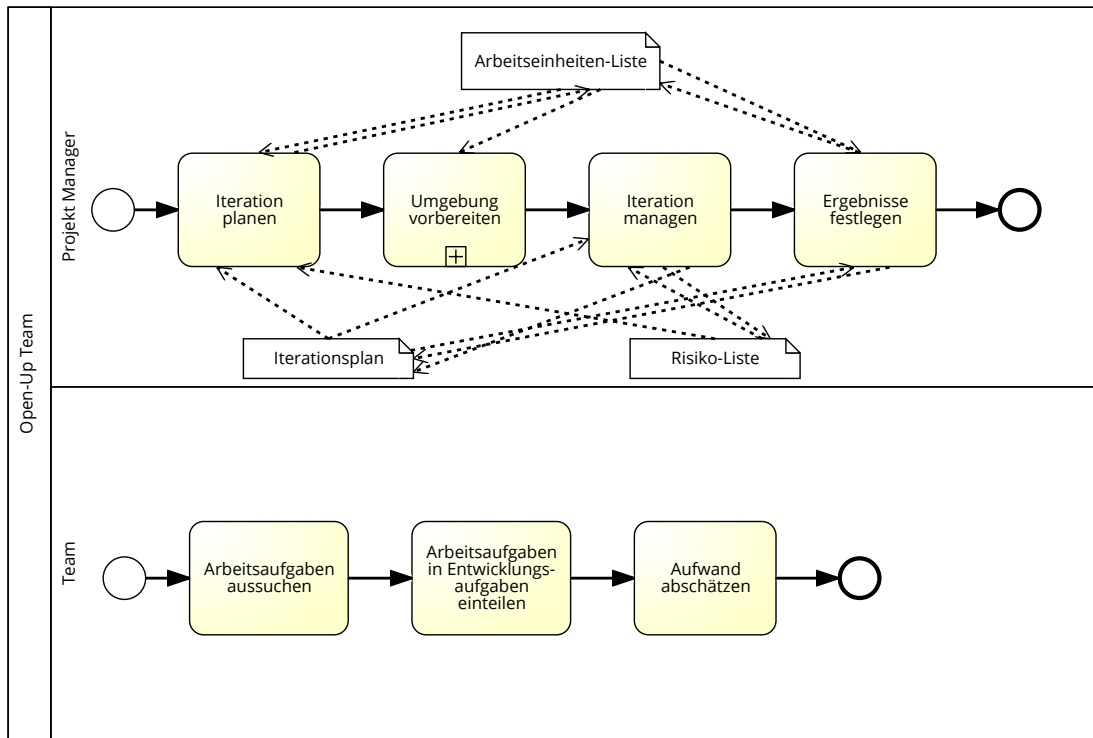 Open-Up Team
Projekt Manager
Arbeitseinheiten-Liste
Iteration
planen
Umgebung
vorbereiten
Iteration
managen
Ergebnisse
festlegen
Iterationsplan
Risiko-Liste
Team
Arbeitsaufgaben
aussuchen
Arbeitsaufgaben
in Entwicklungs-
aufgaben
einteilen
Aufwand
abschätzen